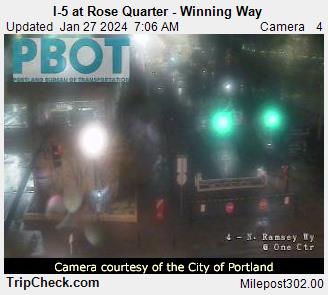 I-5 at Rose Quarter - Winning Way
Updated Jan 27 2024 7:06 AM Camera 4
PBOT
PORTLAND BUREAU OF TRANSPORTATION
4 - N. Ramsey Wy
@ One Ctr
Camera courtesy of the City of Portland
TripCheck.com Milepost302.00